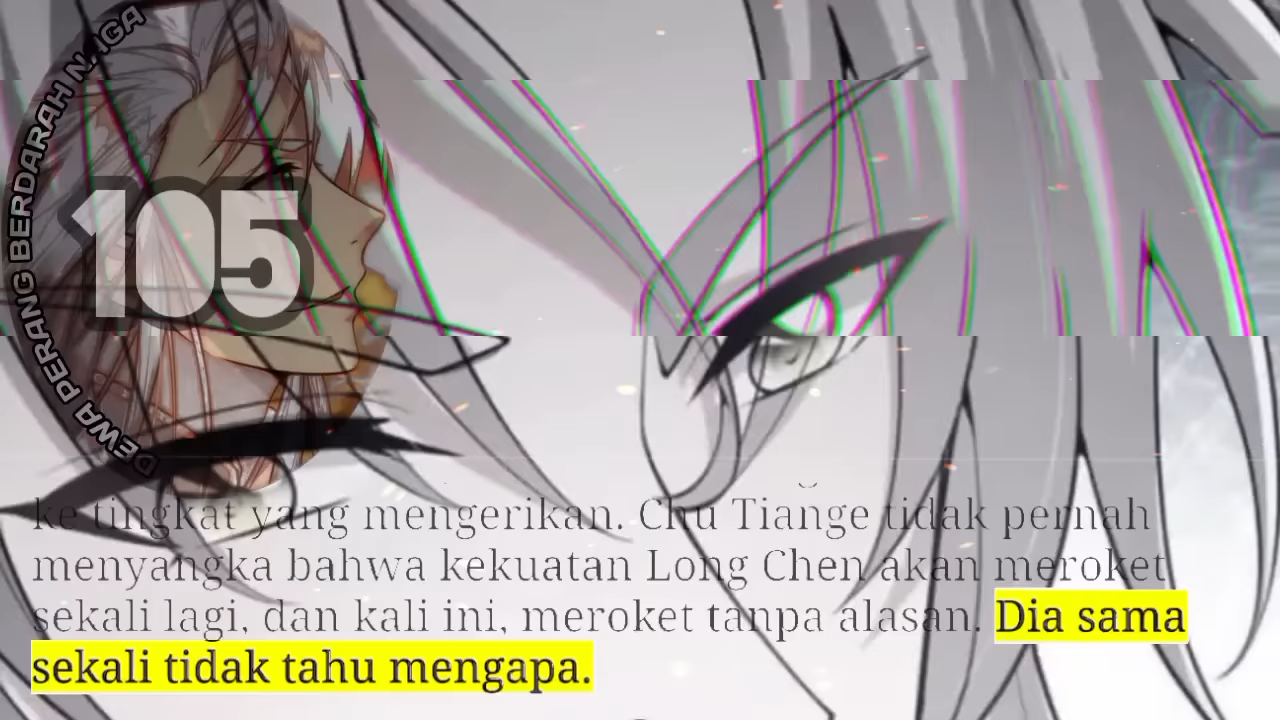 DEWA PERANG BERDARAH NAGA
105
ke tingkat yang mengerikan. Chu Tiange tidak pernah
menyangka bahwa kekuatan Long Chen akan meroket
sekali lagi, dan kali ini, meroket tanpa alasan. Dia sama
sekali tidak tahu mengapa.